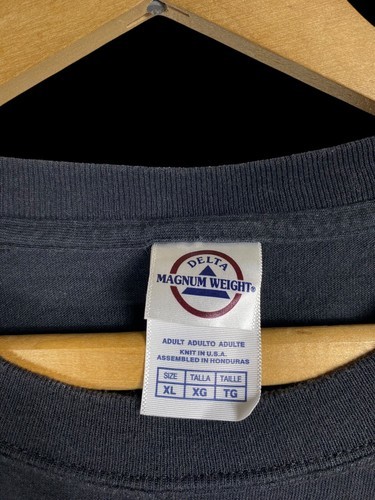 DELTA
MAGNUM WEIGHT®
ADULT ADULTO ADULTE
KNIT IN U.S.A.
ASSEMBLED IN HONDURAS
SIZE TALLA TAILLE
XL XG TG